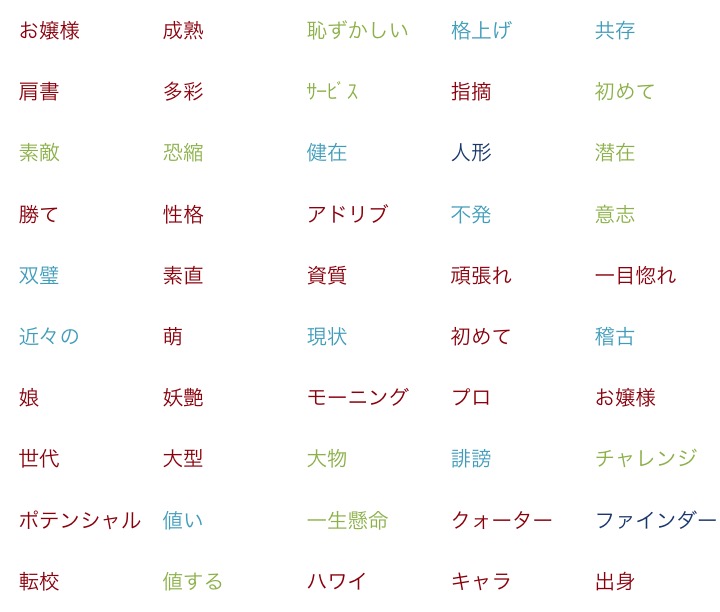 お嬢様 成熟 恥ずかしい 格上げ 共存
肩書 多彩 ｻｰﾋﾞｽ 指摘 初めて
素敵 恐縮 健在 人形 潜在
勝て 性格 アドリブ 不発 意志
双璧 素直 資質 頑張れ 一目惚れ
近々の 萌 現状 初めて 稽古
娘 妖艶 モーニング プロ お嬢様
世代 大型 大物 誹謗 チャレンジ
ポテンシャル 値い 一生懸命 クォーター ファインダー
転校 値する ハワイ キャラ 出身